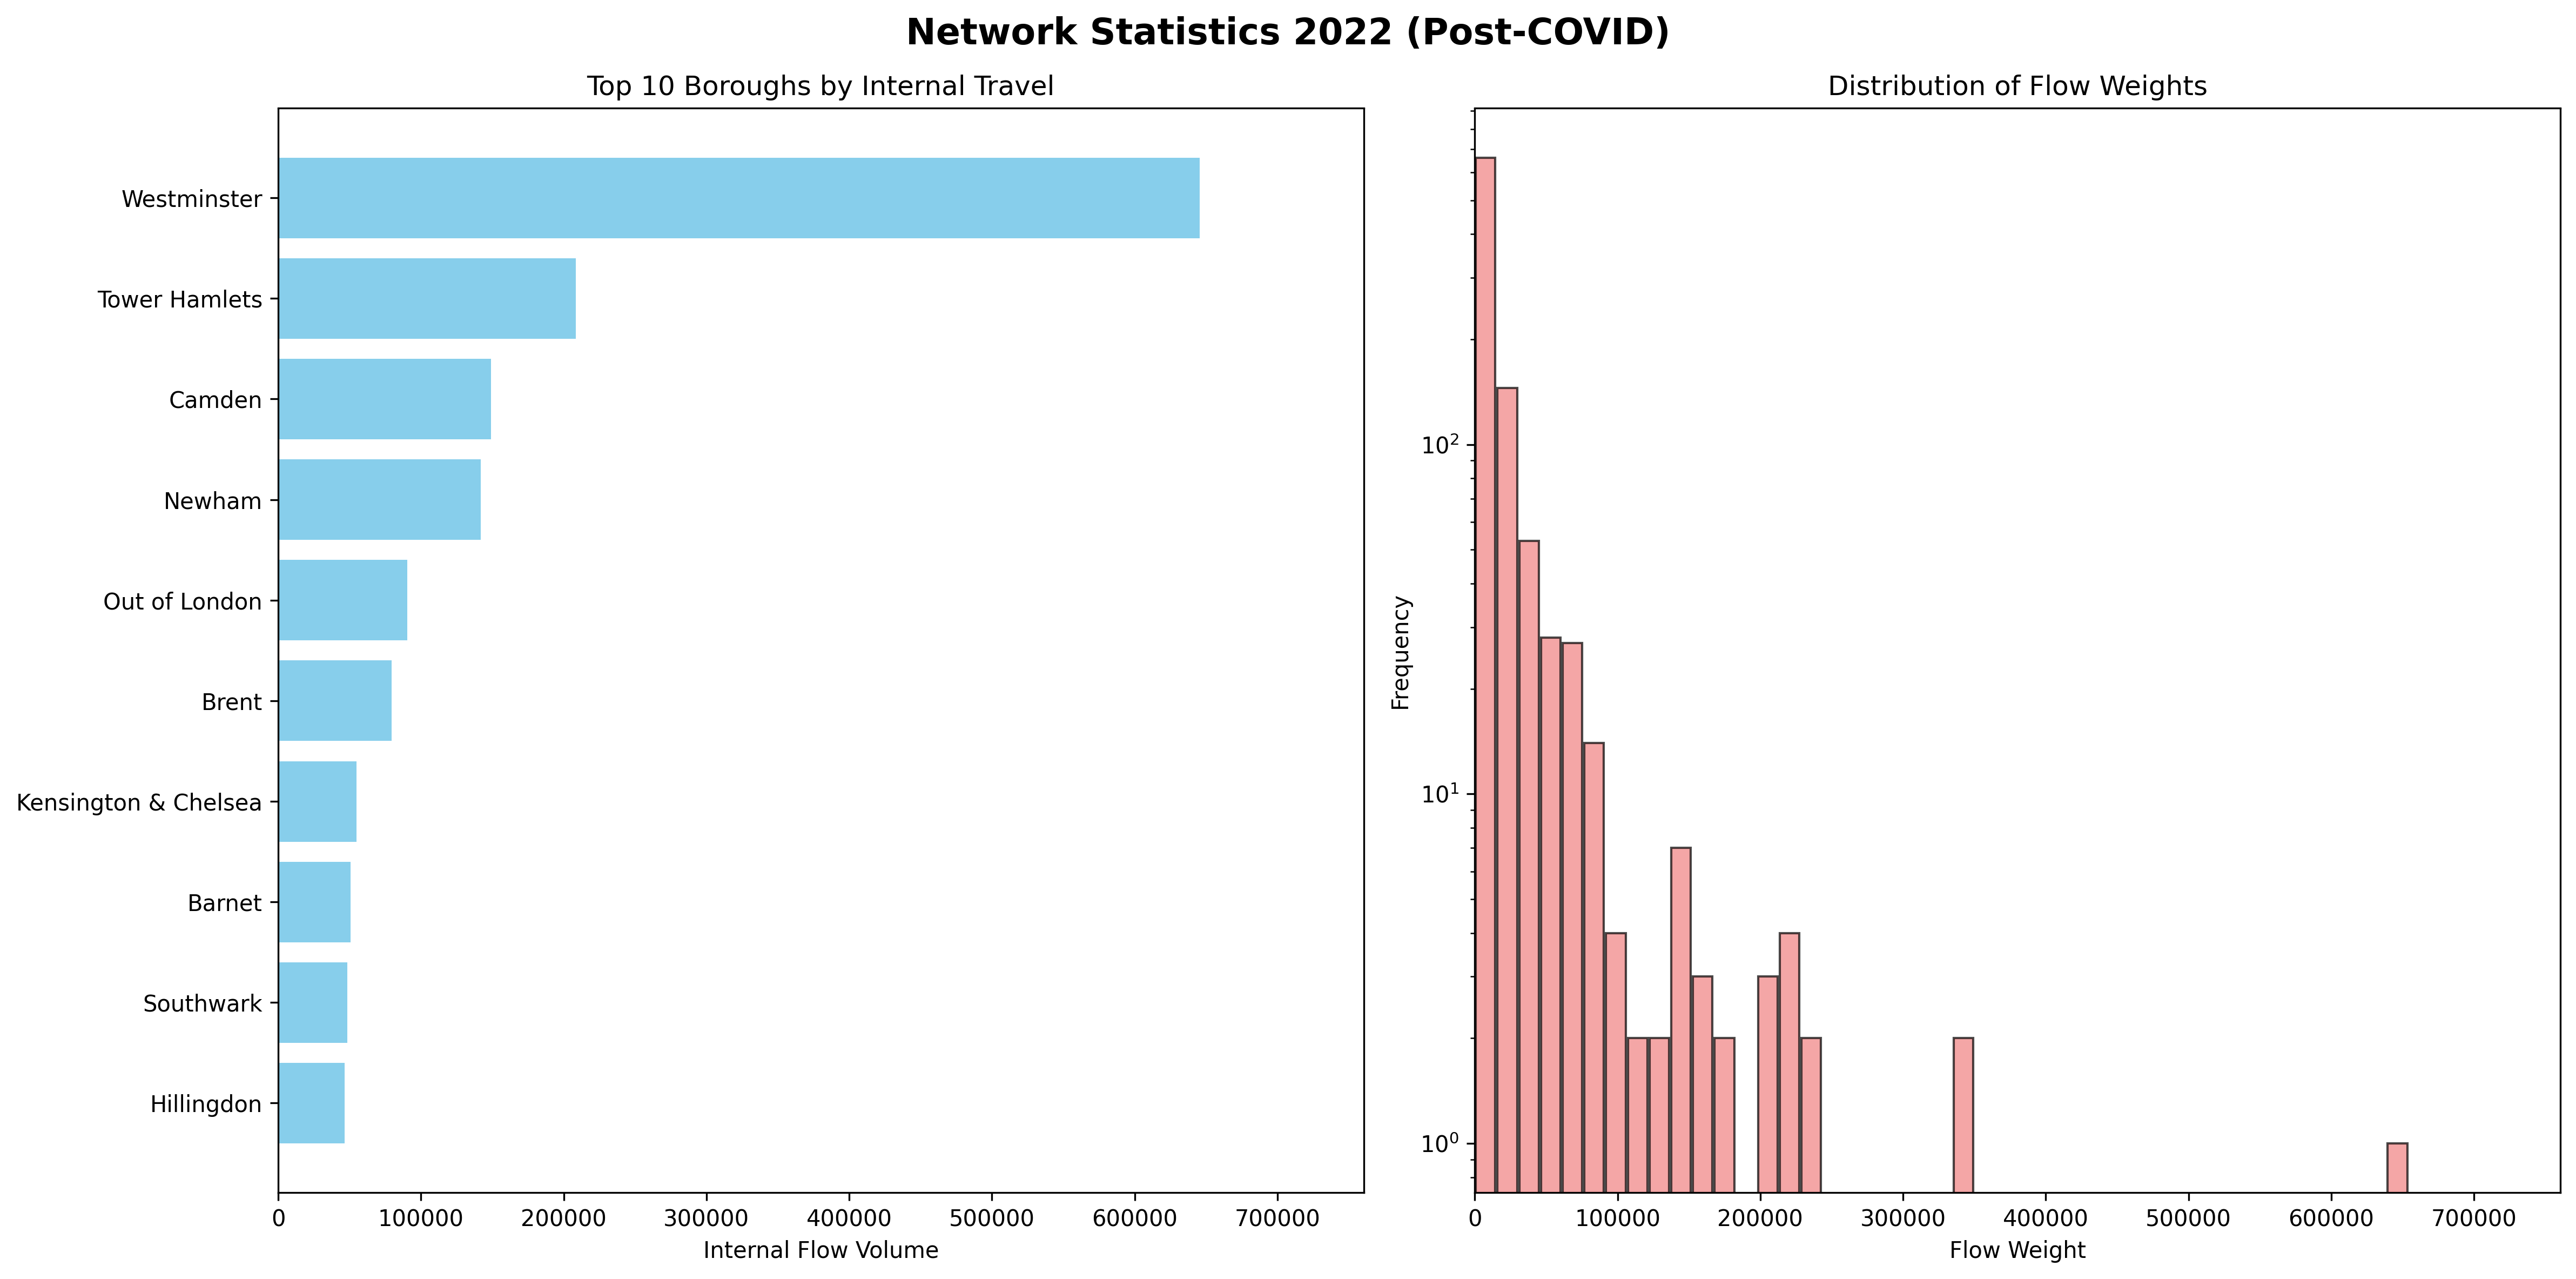 Network Statistics 2022 (Post-COVID)
Top 10 Boroughs by Internal Travel
Westminster
Tower Hamlets
Camden
Newham
Out of London
Brent
Kensington & Chelsea
Barnet
Southwark
Hillingdon
0 100000 200000 300000 400000 500000 600000 700000
Internal Flow Volume
Distribution of Flow Weights
Frequency
10²
10¹
10⁰
0 100000 200000 300000 400000 500000 600000 700000
Flow Weight